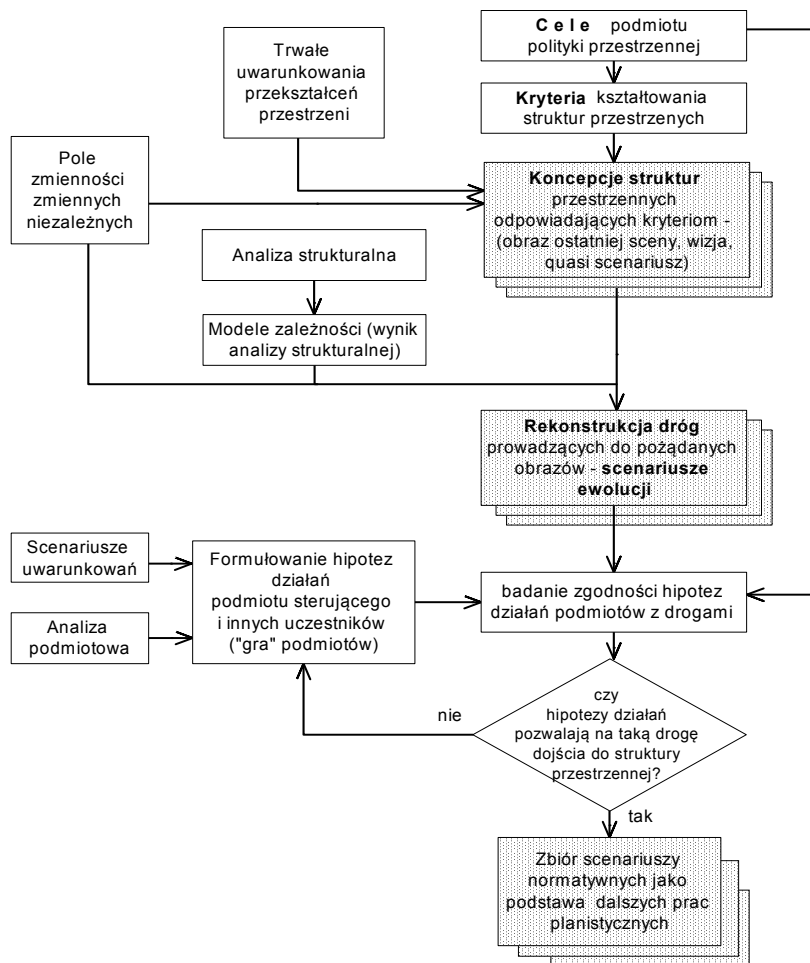 C e l e podmiotu
polityki przestrzennej
Trwałe
uwarunkowania
przekształceń
przestrzeni
Kryteria kształtowania
struktur przestrzenych
Pole
zmienności
zmiennych
niezależnych
Koncepcje struktur
przestrzennych
odpowiadających kryteriom -
(obraz ostatniej sceny, wizja,
quasi scenariusz)
Analiza strukturalna
Modele zależności (wynik
analizy strukturalnej)
Rekonstrukcja dróg
prowadzących do pożądanych
obrazów - scenariusze
ewolucji
Scenariusze
uwarunkowań
Analiza
podmiotowa
Formułowanie hipotez
działań
podmiotu sterującego
i innych uczestników
("gra" podmiotów)
badanie zgodności hipotez
działań podmiotów z drogami
czy
hipotezy działań
pozwalają na taką drogę
dojścia do struktury
przestrzennej?
nie
tak
Zbiór scenariuszy
normatywnych jako
podstawa dalszych prac
planistycznych